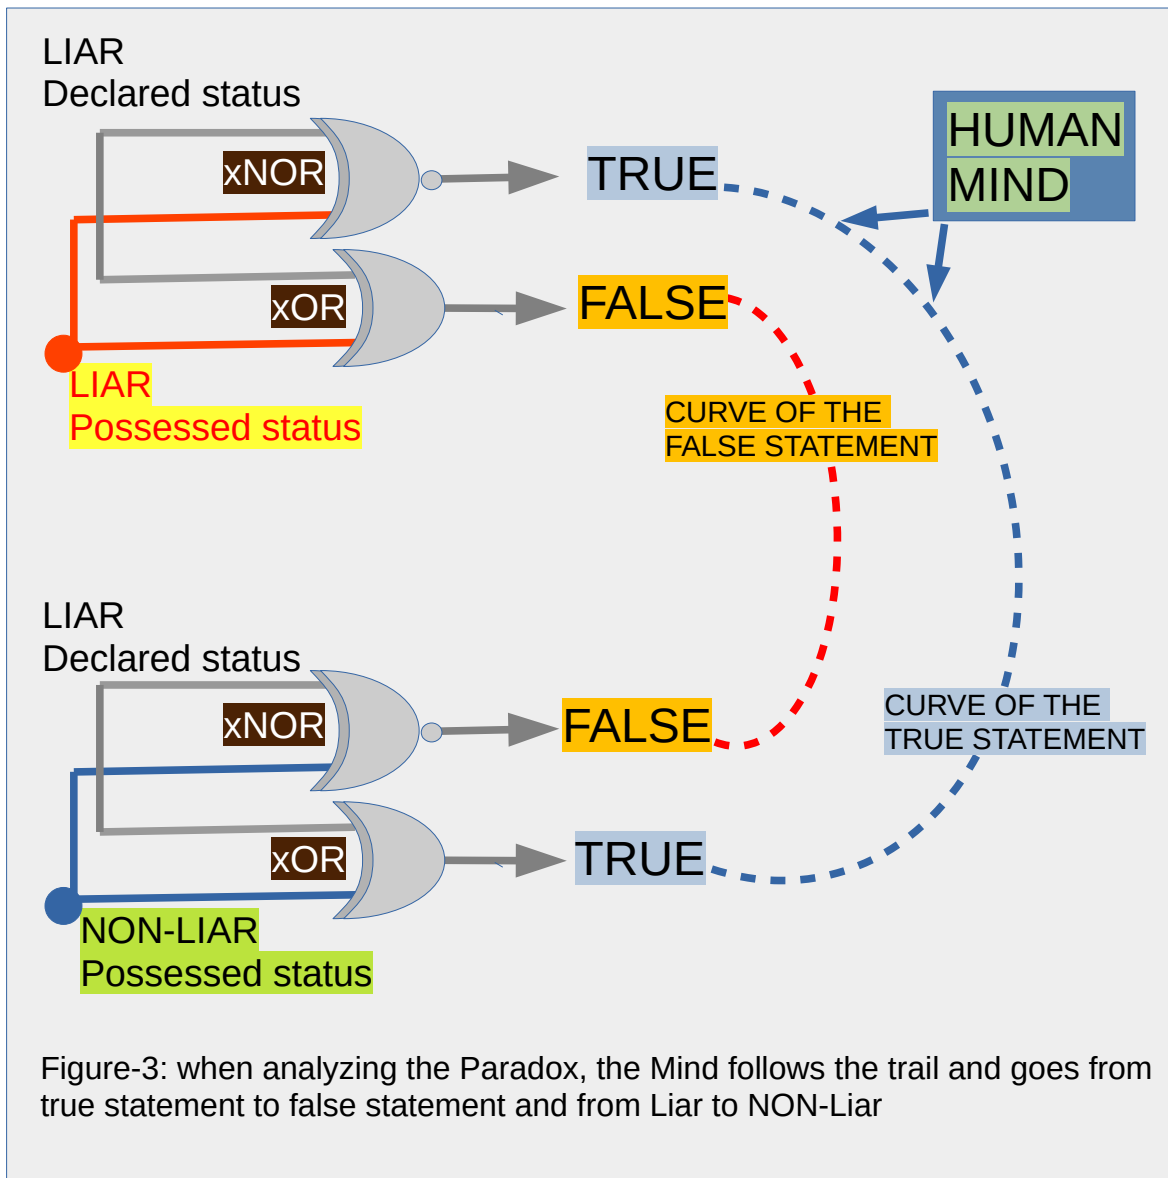 LIAR
Declared status
HUMAN
MIND
xNOR
TRUE
xOR
FALSE
LIAR
Possessed status
CURVE OF THE
FALSE STATEMENT
LIAR
Declared status
xNOR
FALSE
CURVE OF THE
TRUE STATEMENT
xOR
TRUE
NON-LIAR
Possessed status
Figure-3: when analyzing the Paradox, the Mind follows the trail and goes from
true statement to false statement and from Liar to NON-Liar